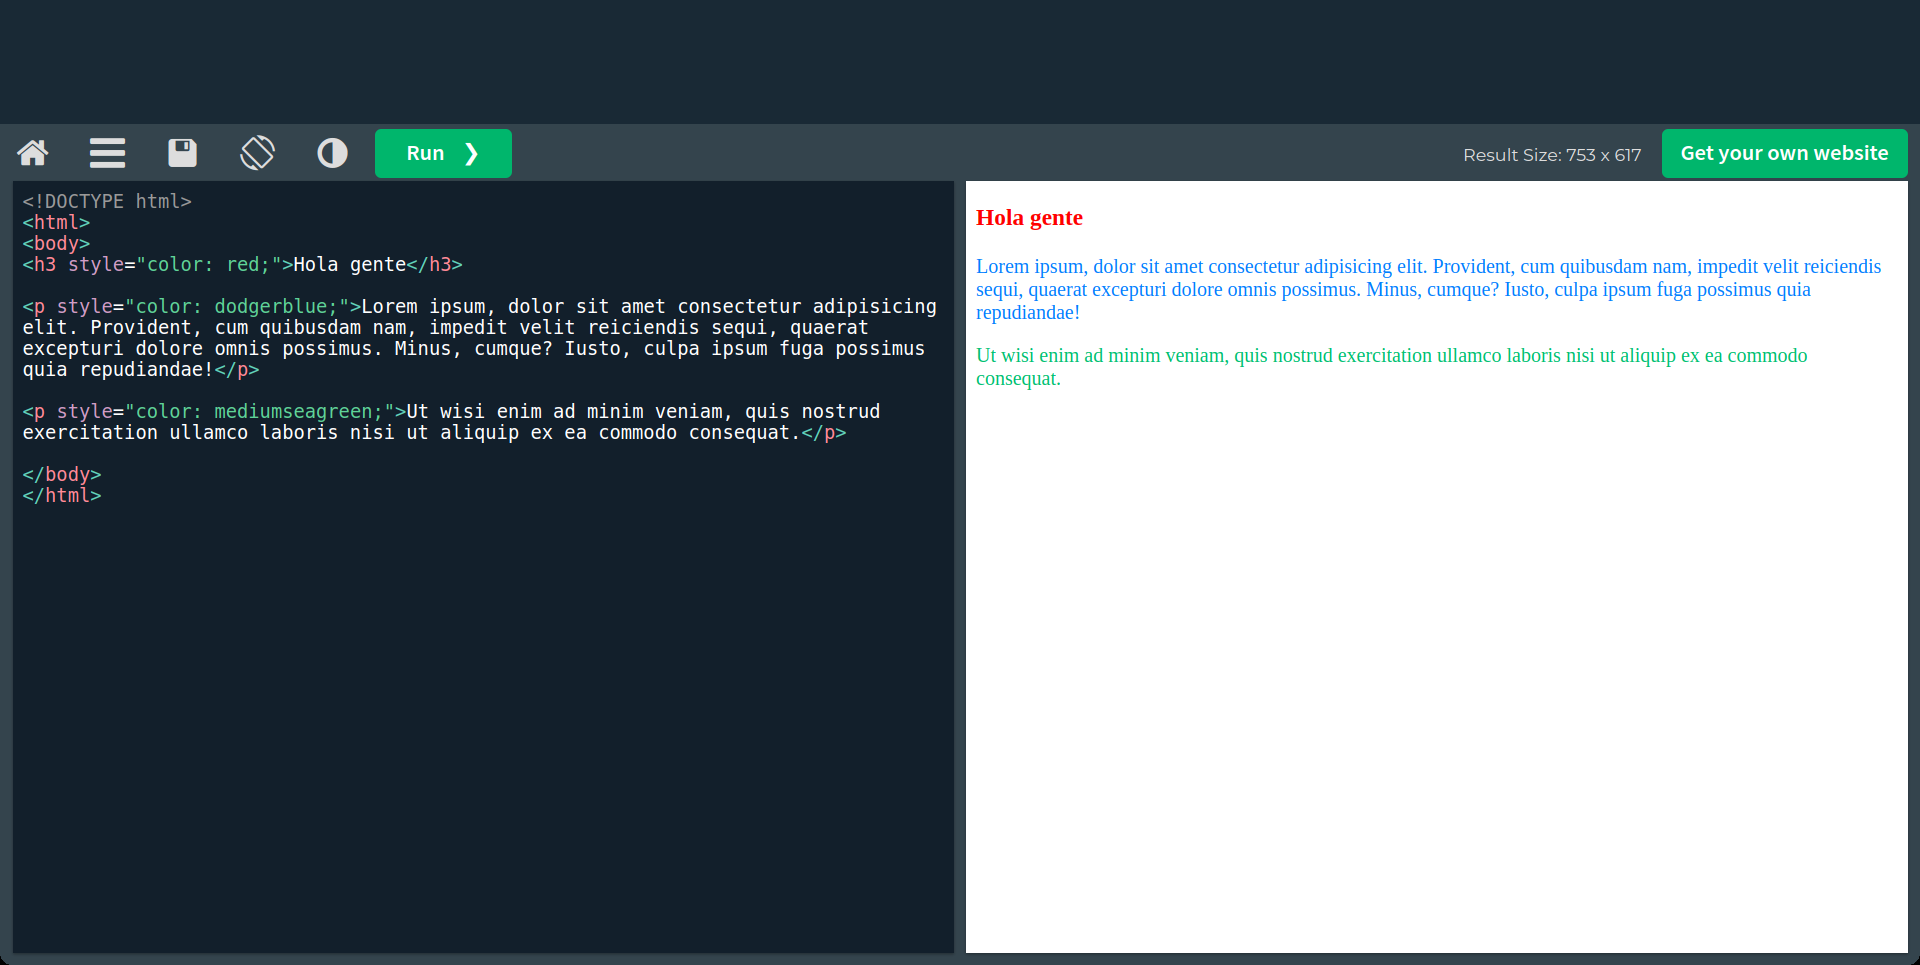 Run ❯
Result Size: 753 x 617
Get your own website
<!DOCTYPE html>
<html>
<body>
<h3 style="color: red;">Hola gente</h3>
<p style="color: dodgerblue;">Lorem ipsum, dolor sit amet consectetur adipisicing
elit. Provident, cum quibusdam nam, impedit velit reiciendis sequi, quaerat
excepturi dolore omnis possimus. Minus, cumque? Iusto, culpa ipsum fuga possimus
quia repudiandae!</p>
<p style="color: mediumseagreen;">Ut wisi enim ad minim veniam, quis nostrud
exercitation ullamco laboris nisi ut aliquip ex ea commodo consequat.</p>
</body>
</html>
Hola gente
Lorem ipsum, dolor sit amet consectetur adipisicing elit. Provident, cum quibusdam nam, impedit velit reiciendis
sequi, quaerat excepturi dolore omnis possimus. Minus, cumque? Iusto, culpa ipsum fuga possimus quia
repudiandae!
Ut wisi enim ad minim veniam, quis nostrud exercitation ullamco laboris nisi ut aliquip ex ea commodo
consequat.